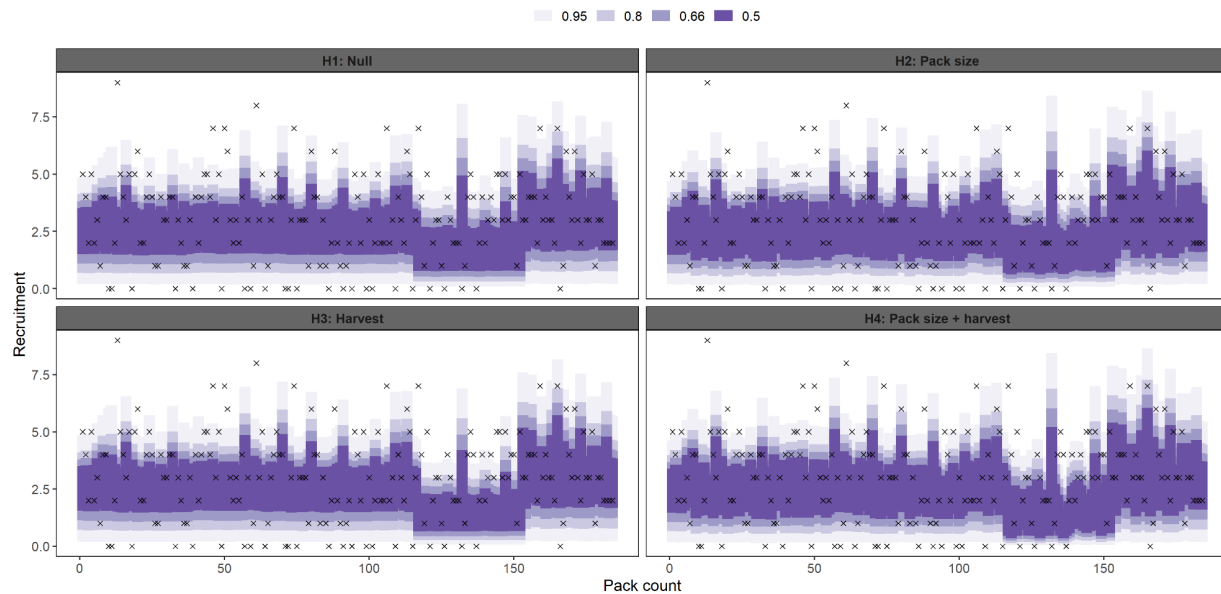 0.95 0.8 0.66 0.5
H1: Null H2: Pack size
7.5
5.0
2.5
0.0
H3: Harvest H4: Pack size + harvest
7.5
5.0
2.5
0.0
Recruitment
0 50 100 150 0 50 100 150
Pack count